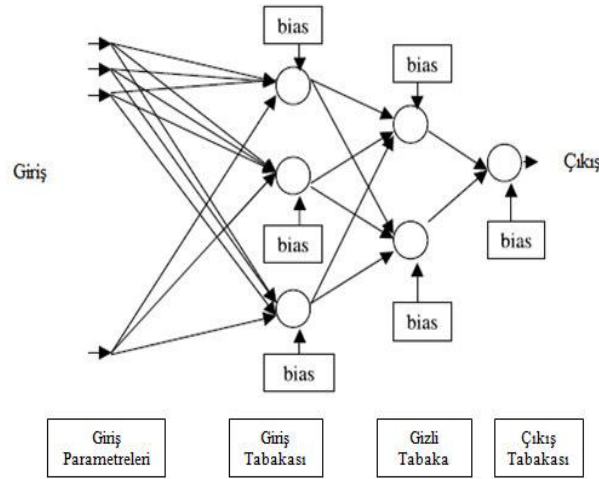 bias
bias
Giriş
Çıkış
bias
bias
bias
bias
Giriş
Parametreleri
Giriş
Tabakası
Gizli
Tabaka
Çıkış
Tabakası